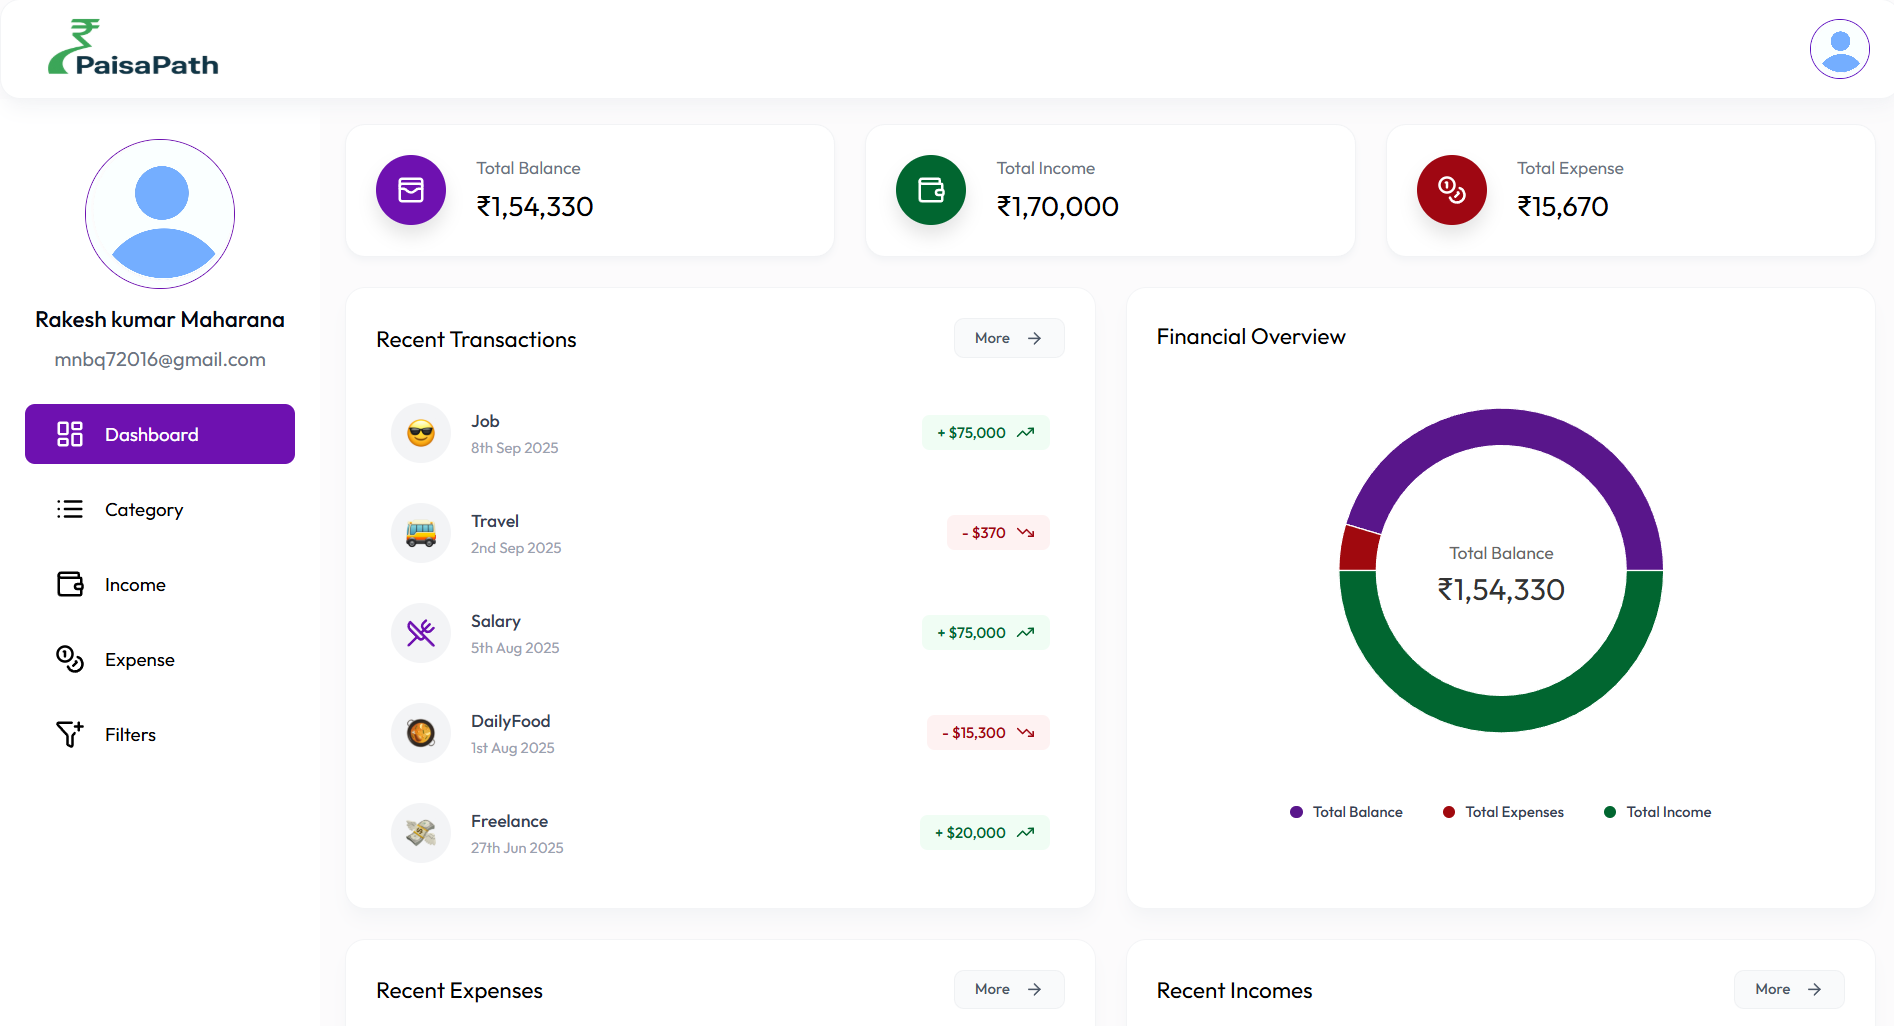 PaisaPath
Rakesh kumar Maharana
mnbq72016@gmail.com
Dashboard
Category
Income
Expense
Filters
Total Balance
₹1,54,330
Total Income
₹1,70,000
Total Expense
₹15,670
Recent Transactions
More
Job
8th Sep 2025
+ $75,000
Travel
2nd Sep 2025
- $370
Salary
5th Aug 2025
+ $75,000
DailyFood
1st Aug 2025
- $15,300
Freelance
27th Jun 2025
+ $20,000
Financial Overview
Total Balance
₹1,54,330
Total Balance Total Expenses Total Income
Recent Expenses
More
Recent Incomes
More